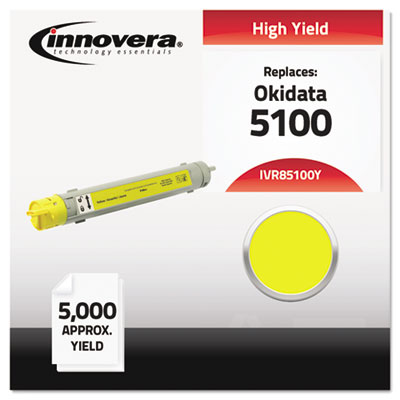 innovera®
technology essentials
High Yield
Replaces:
Okidata
5100
IVR85100Y
5,000
APPROX.
YIELD